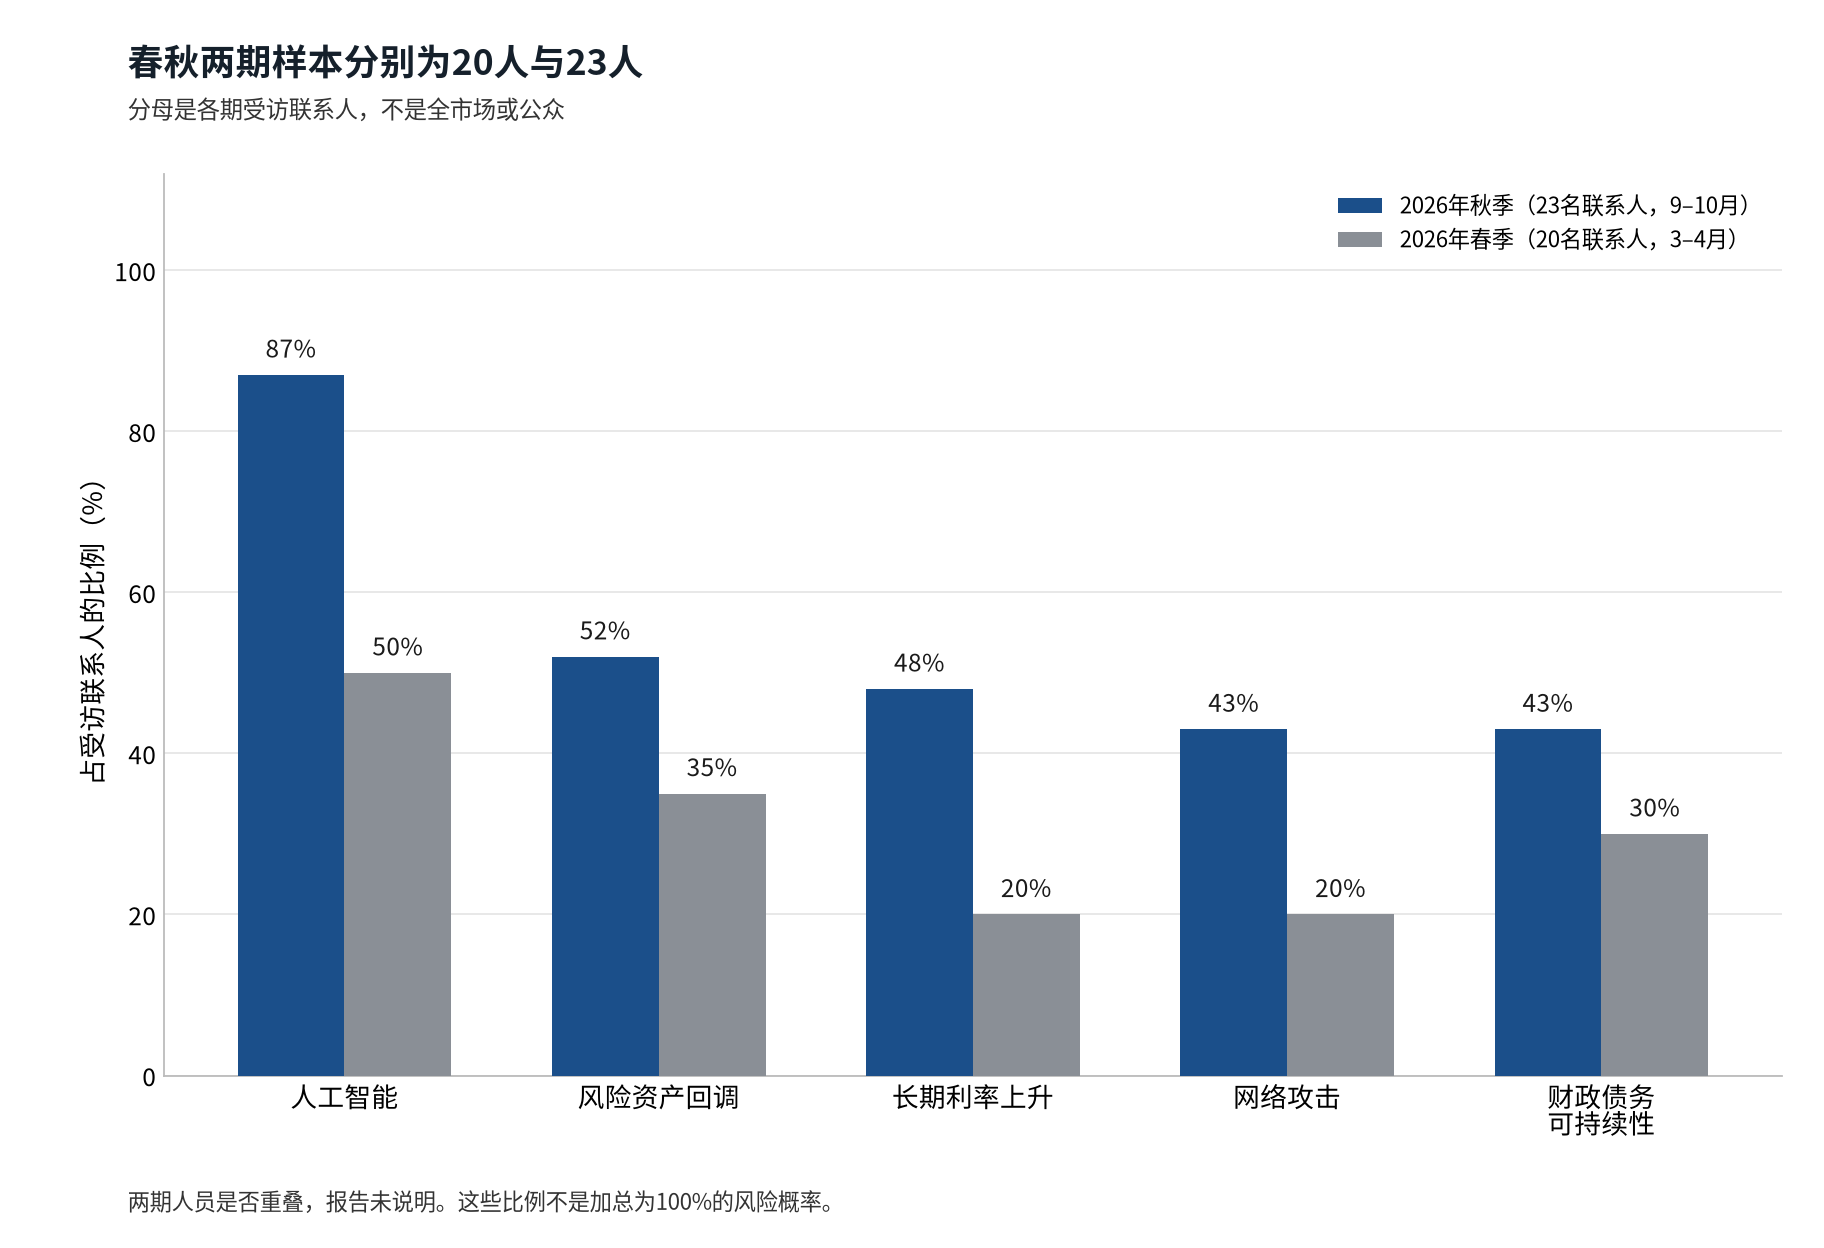 春秋两期样本分别为20人与23人
分母是各期受访联系人，不是全市场或公众
2026年秋季（23名联系人，9–10月）
2026年春季（20名联系人，3–4月）
占受访联系人的比例（%）
100
80
60
40
20
0
87%
50%
52%
35%
48%
20%
43%
20%
43%
30%
人工智能
风险资产回调
长期利率上升
网络攻击
财政债务
可持续性
两期人员是否重叠，报告未说明。这些比例不是加总为100%的风险概率。